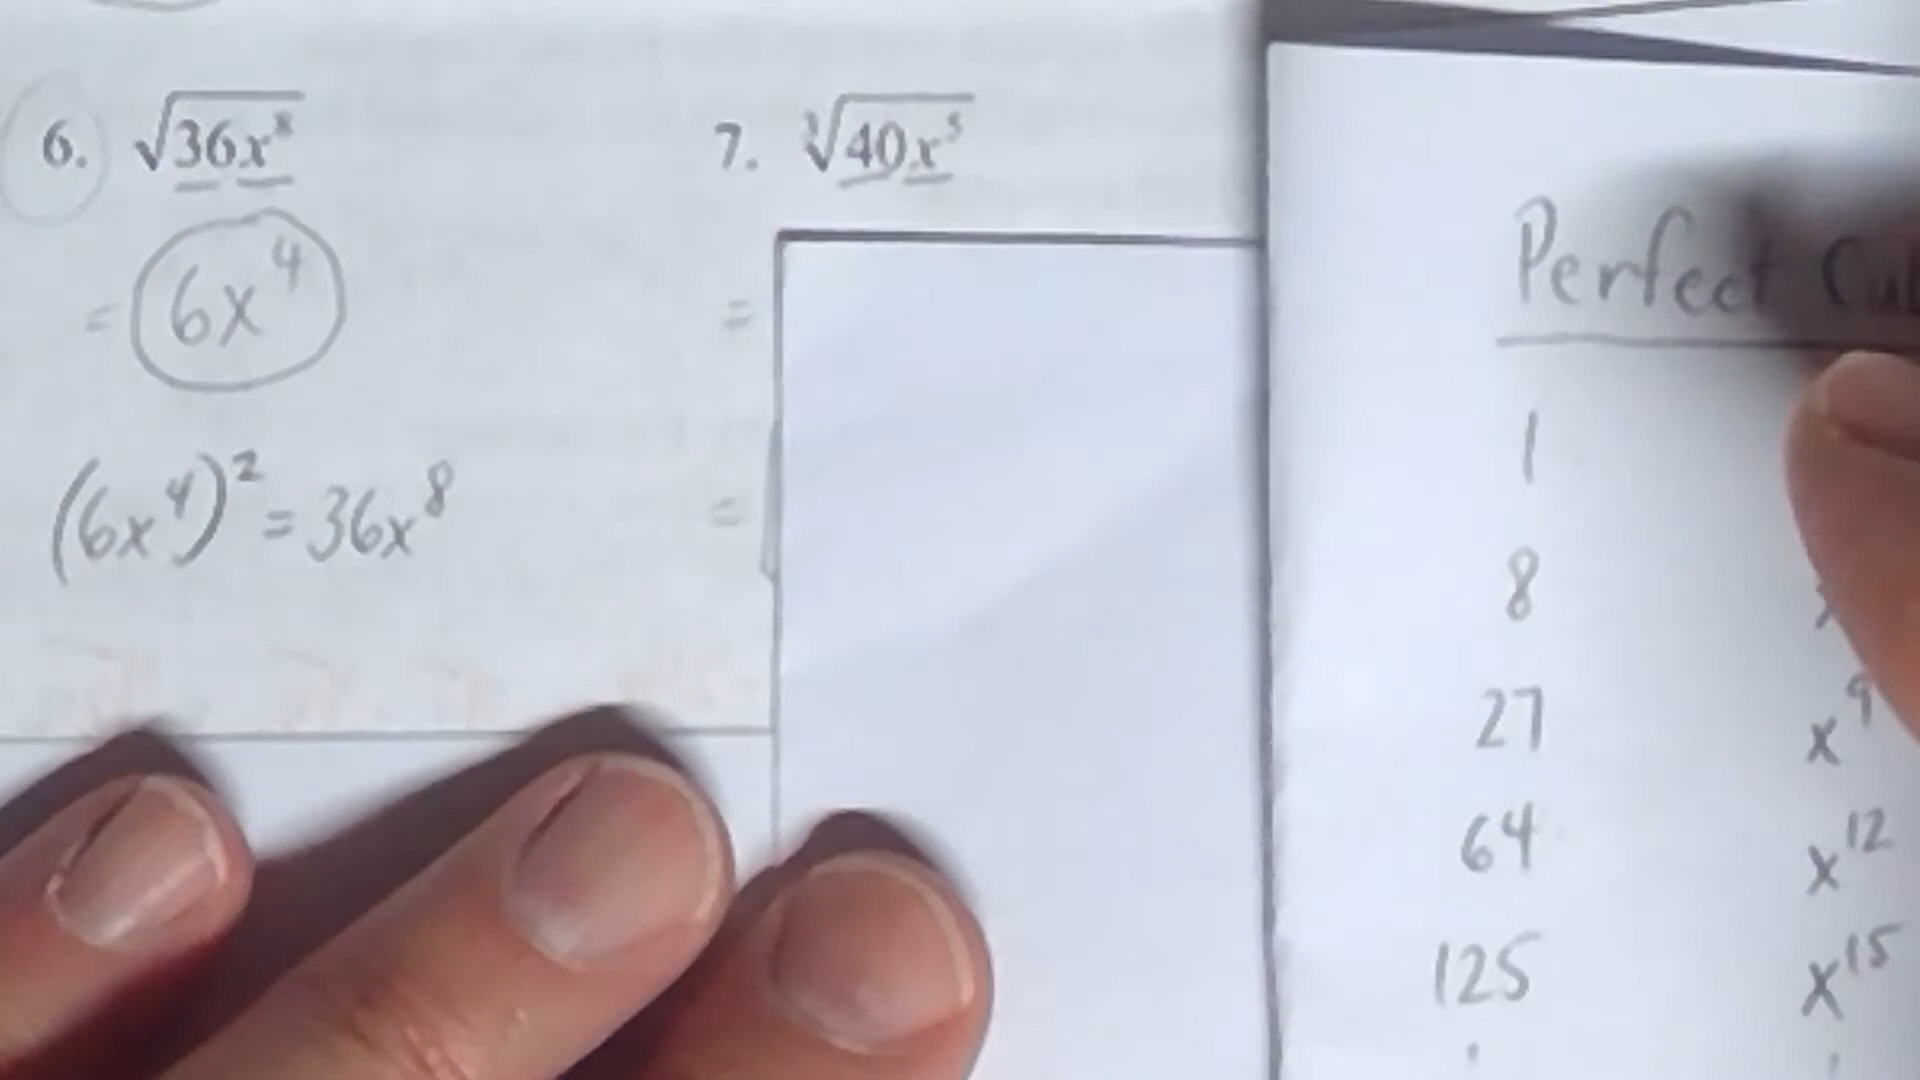 6. √36x⁸
= 6x⁴
(6x⁴)² = 36x⁸
7. ∛40x⁵
=
=
Perfect
1
8
27 x⁹
64 x¹²
125 x¹⁵